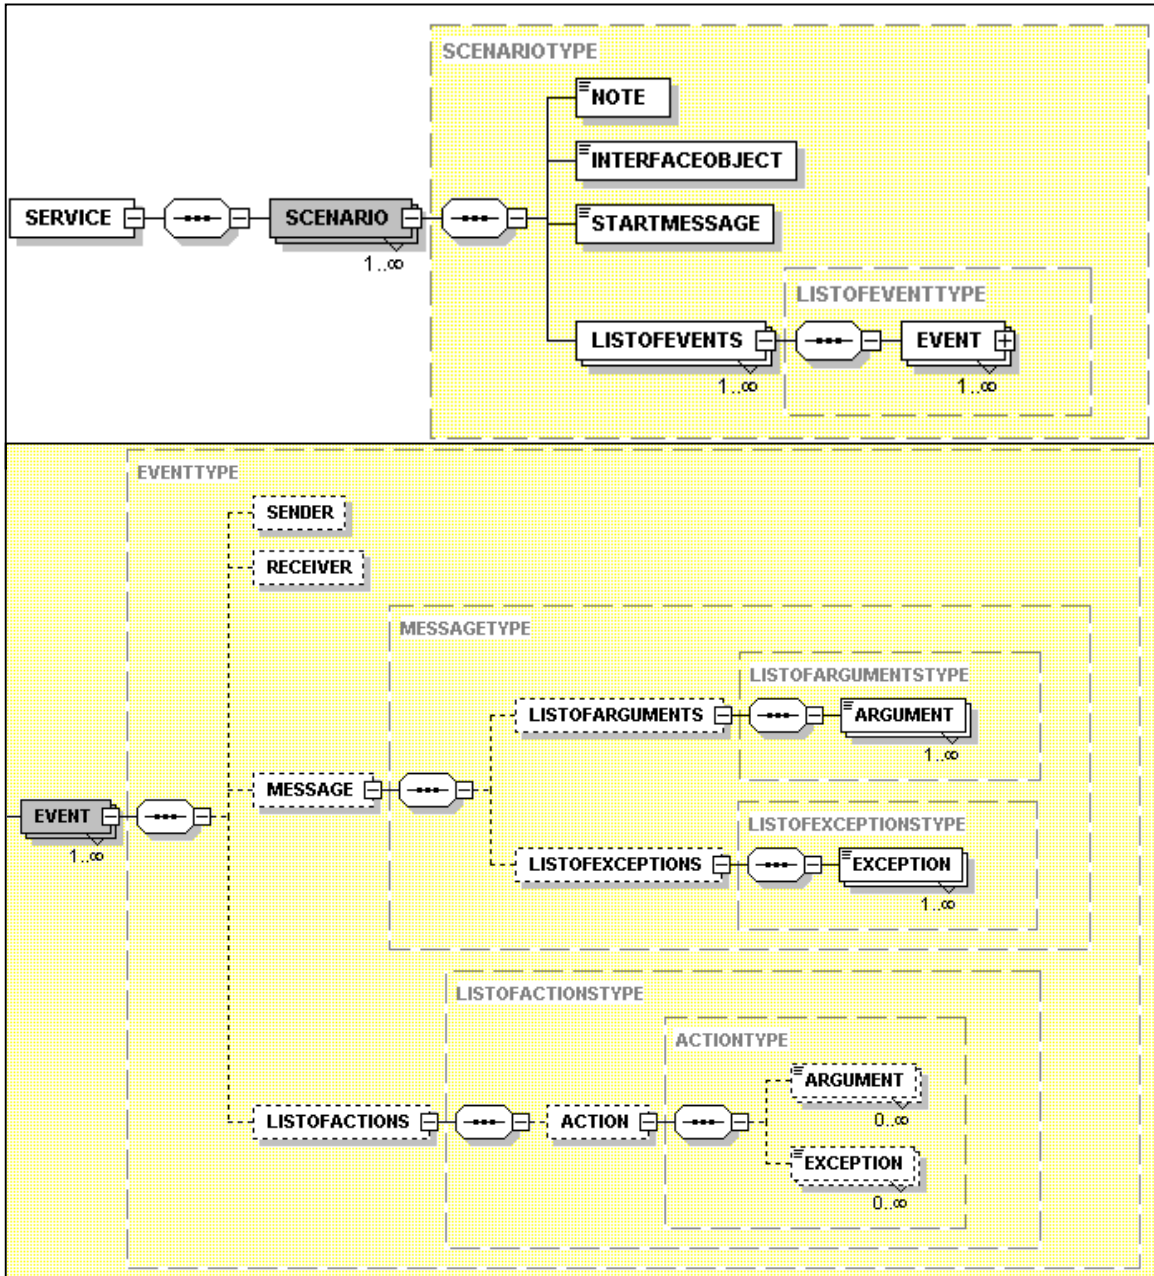 SCENARIOTYPE
NOTE
INTERFACEOBJECT
SERVICE
SCENARIO
1..∞
STARTMESSAGE
LISTOFEVENTTYPE
LISTOFEVENTS
1..∞
EVENT
1..∞
EVENTTYPE
SENDER
RECEIVER
MESSAGETYPE
LISTOFARGUMENTSTYPE
LISTOFARGUMENTS
ARGUMENT
1..∞
MESSAGE
EVENT
1..∞
LISTOFEXCEPTIONSTYPE
LISTOFEXCEPTIONS
EXCEPTION
1..∞
LISTOFACTIONSTYPE
ACTIONTYPE
ARGUMENT
0..∞
LISTOFACTIONS
ACTION
EXCEPTION
0..∞